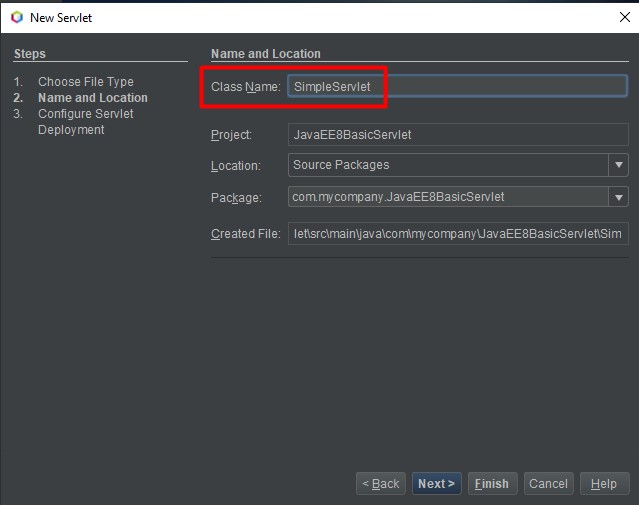 New Servlet
Steps
1. Choose File Type
2. Name and Location
3. Configure Servlet
Deployment
Name and Location
Class Name: SimpleServlet
Project: JavaEE8BasicServlet
Location: Source Packages
Package: com.mycompany.JavaEE8BasicServlet
Created File: let\src\main\java\com\mycompany\JavaEE8BasicServlet\Sim
< Back Next > Finish Cancel Help